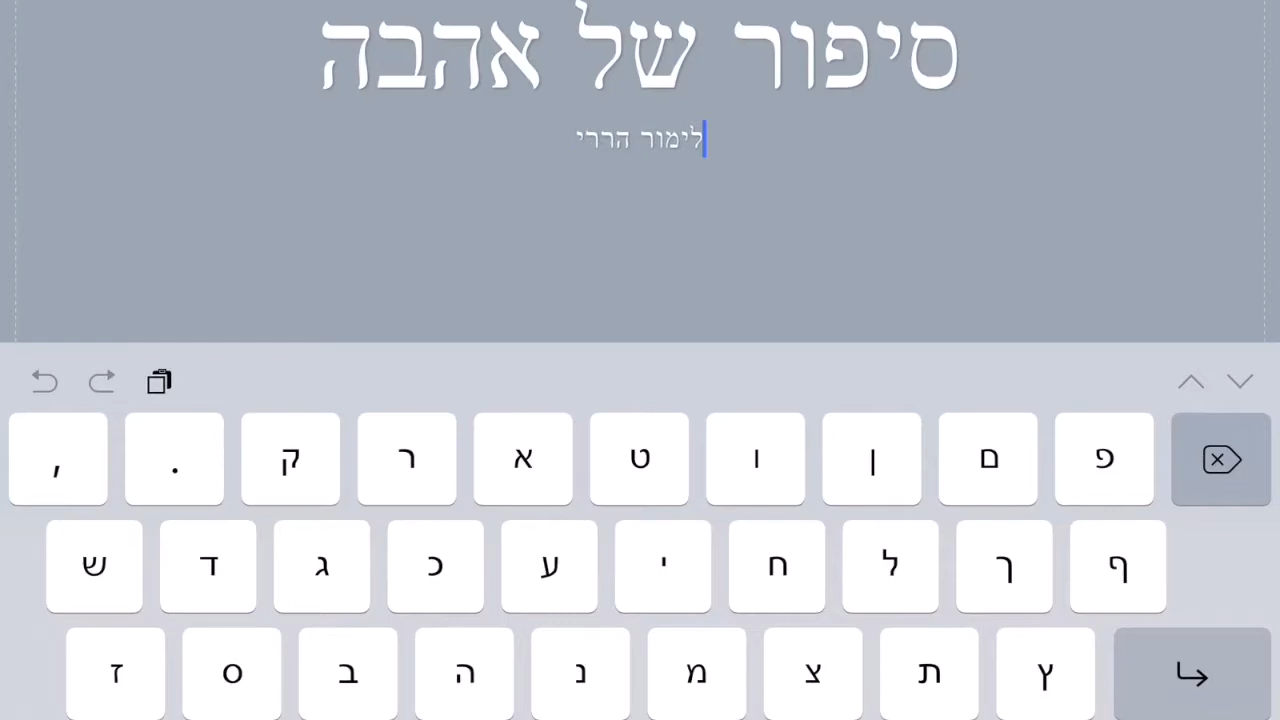 סיפור של אהבה
לימור הררי
, . ק ר א ט ו ן ם פ
ש ד ג כ ע י ח ל ך ף
ז ס ב ה נ מ צ ת ץ